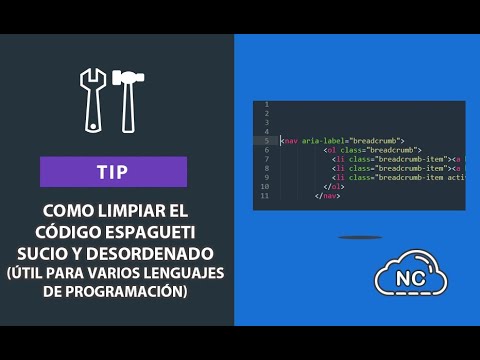 TIP
COMO LIMPIAR EL
CÓDIGO ESPAGUETI
SUCIO Y DESORDENADO
(ÚTIL PARA VARIOS LENGUAJES
DE PROGRAMACIÓN)
1
2
3
4
5 <nav aria-label="breadcrumb">
6 <ol class="breadcrumb">
7 <li class="breadcrumb-item"><a
8 <li class="breadcrumb-item"><a
9 <li class="breadcrumb-item acti
10 </ol>
11 </nav>
NC